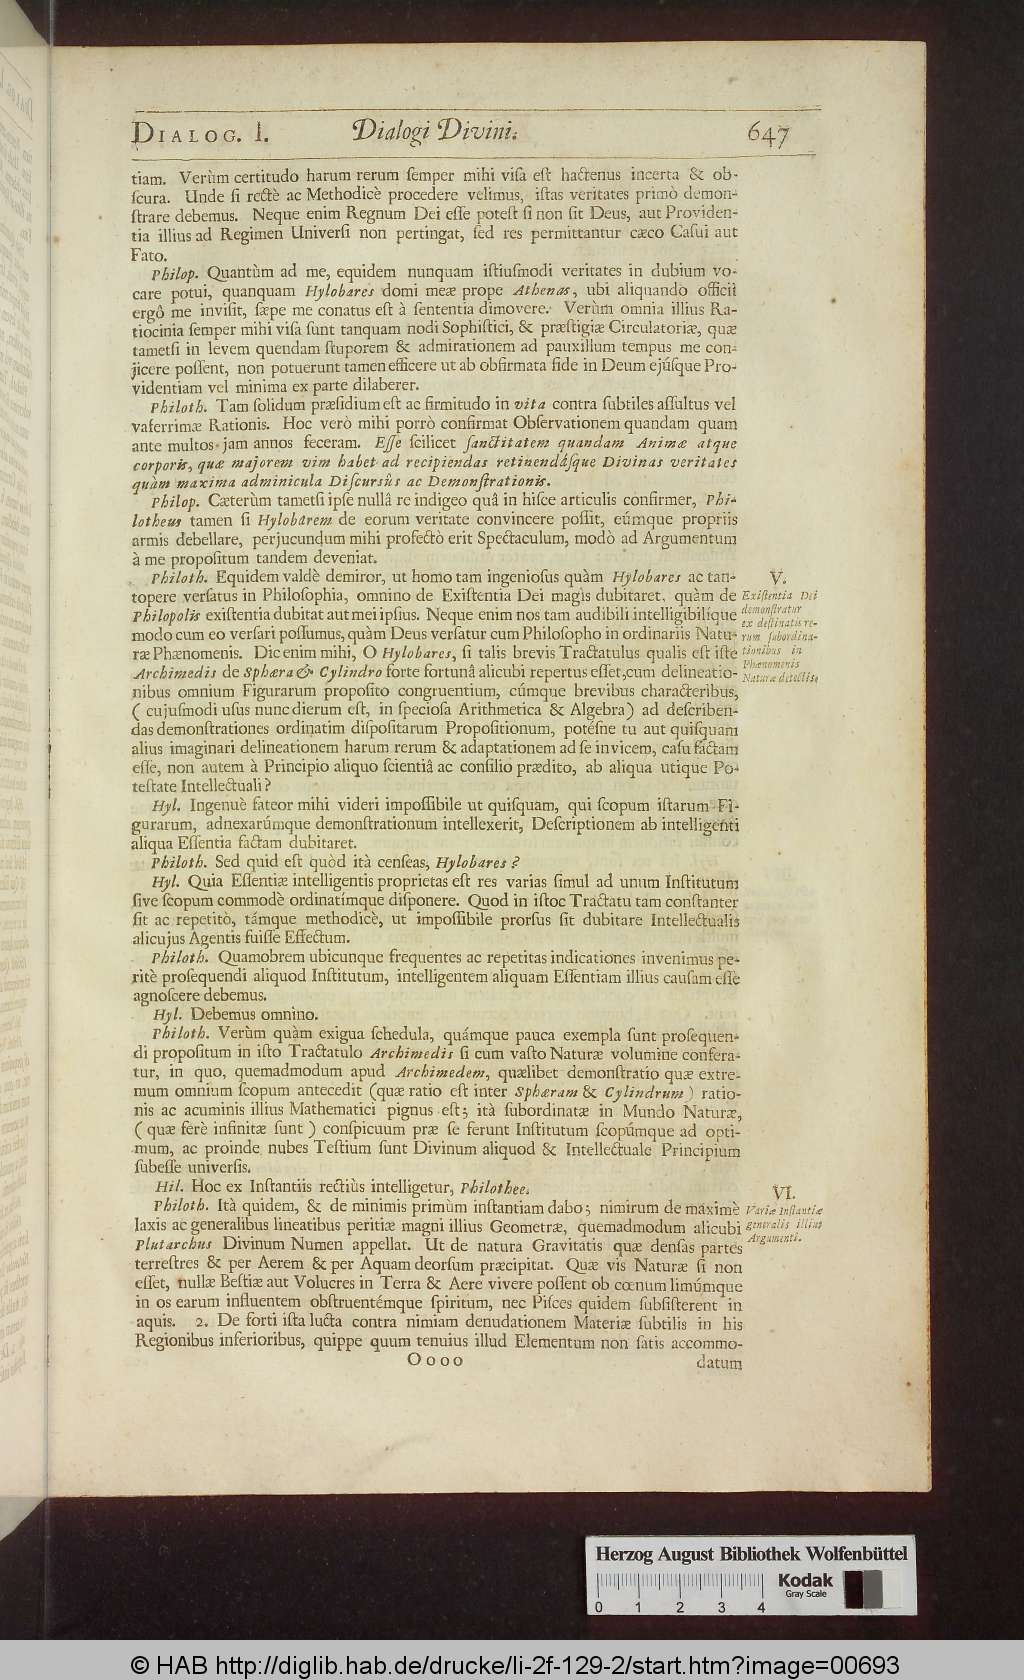 DIALOG. I. Dialogi Divini. 647
tiam. Verùm certitudo harum rerum ſemper mihi viſa eſt hactenus incerta & ob-
ſcura. Unde ſi rectè ac Methodicè procedere velimus, iſtas veritates primò demon-
ſtrare debemus. Neque enim Regnum Dei eſſe poteſt ſi non ſit Deus, aut Providen-
tia illius ad Regimen Univerſi non pertingat, ſed res permittantur cæco Caſui aut
Fato.
Philop. Quantùm ad me, equidem nunquam iſtiuſmodi veritates in dubium vo-
care potui, quanquam Hylobares domi meæ prope Athenas, ubi aliquando officii
ergô me inviſit, ſæpe me conatus eſt à ſententia dimovere. Verùm omnia illius Ra-
tiocinia ſemper mihi viſa ſunt tanquam nodi Sophiſtici, & præſtigiæ Circulatoriæ, quæ
tametſi in levem quendam ſtuporem & admirationem ad pauxillum tempus me con-
jicere poſſent, non potuerunt tamen efficere ut ab obfirmata fide in Deum ejúſque Pro-
videntiam vel minima ex parte dilaberer.
Philoth. Tam ſolidum præſidium eſt ac firmitudo in vita contra ſubtiles aſſultus vel
vaferrimæ Rationis. Hoc verò mihi porrò confirmat Obſervationem quandam quam
ante multos jam annos feceram. Eſſe ſcilicet ſanctitatem quandam Animæ atque
corporis, quæ majorem vim habet ad recipiendas retinendáſque Divinas veritates
quàm maxima adminicula Diſcursûs ac Demonſtrationis.
Philop. Cæterùm tametſi ipſe nullâ re indigeo quâ in hiſce articulis confirmer, Phi-
lotheus tamen ſi Hylobarem de eorum veritate convincere poſſit, eúmque propriis
armis debellare, perjucundum mihi profectò erit Spectaculum, modò ad Argumentum
à me propoſitum tandem deveniat.
Philoth. Equidem valdè demiror, ut homo tam ingenioſus quàm Hylobares ac tan-
topere verſatus in Philoſophia, omnino de Exiſtentia Dei magis dubitaret, quàm de
Philopolis exiſtentia dubitat aut mei ipſius. Neque enim nos tam audibili intelligibilíque
modo cum eo verſari poſſumus, quàm Deus verſatur cum Philoſopho in ordinariis Natu-
ræ Phænomenis. Dic enim mihi, O Hylobares, ſi talis brevis Tractatulus qualis eſt iſte
Archimedis de Sphæra & Cylindro forte fortunâ alicubi repertus eſſet, cum delineatio-
nibus omnium Figurarum propoſito congruentium, cúmque brevibus characteribus,
( cujuſmodi uſus nunc dierum eſt, in ſpecioſa Arithmetica & Algebra) ad deſcriben-
das demonſtrationes ordinatim diſpoſitarum Propoſitionum, potéſne tu aut quiſquam
alius imaginari delineationem harum rerum & adaptationem ad ſe invicem, caſu factam
eſſe, non autem à Principio aliquo ſcientiâ ac conſilio prædito, ab aliqua utique Po-
teſtate Intellectuali?
V.
Exiſtentia Dei
demonſtratur
ex deſtinatis re-
rum ſubordina-
tionibus in
Phænomenis
Naturæ detectis.
Hyl. Ingenuè fateor mihi videri impoſſibile ut quiſquam, qui ſcopum iſtarum Fi-
gurarum, adnexarúmque demonſtrationum intellexerit, Deſcriptionem ab intelligenti
aliqua Eſſentia factam dubitaret.
Philoth. Sed quid eſt quòd ità cenſeas, Hylobares?
Hyl. Quia Eſſentiæ intelligentis proprietas eſt res varias ſimul ad unum Inſtitutum
ſive ſcopum commodè ordinatímque diſponere. Quod in iſtoc Tractatu tam conſtanter
ſit ac repetitò, támque methodicè, ut impoſſibile prorſus ſit dubitare Intellectualis
alicujus Agentis fuiſſe Effectum.
Philoth. Quamobrem ubicunque frequentes ac repetitas indicationes invenimus pe-
ritè proſequendi aliquod Inſtitutum, intelligentem aliquam Eſſentiam illius cauſam eſſe
agnoſcere debemus.
Hyl. Debemus omnino.
Philoth. Verùm quàm exigua ſchedula, quámque pauca exempla ſunt proſequen-
di propoſitum in iſto Tractatulo Archimedis ſi cum vaſto Naturæ volumine confera-
tur, in quo, quemadmodum apud Archimedem, quælibet demonſtratio quæ extre-
mum omnium ſcopum antecedit (quæ ratio eſt inter Sphæram & Cylindrum) ratio-
nis ac acuminis illius Mathematici pignus eſt; ità ſubordinatæ in Mundo Naturæ,
( quæ ferè infinitæ ſunt ) conſpicuum præ ſe ferunt Inſtitutum ſcopúmque ad opti-
mum, ac proinde nubes Teſtium ſunt Divinum aliquod & Intellectuale Principium
ſubeſſe univerſis.
Hil. Hoc ex Inſtantiis rectiùs intelligetur, Philothee.
Philoth. Ità quidem, & de minimis primùm inſtantiam dabo; nimirum de maximè
laxis ac generalibus lineatibus peritiæ magni illius Geometræ, quemadmodum alicubi
Plutarchus Divinum Numen appellat. Ut de natura Gravitatis quæ denſas partes
terreſtres & per Aerem & per Aquam deorſum præcipitat. Quæ vis Naturæ ſi non
eſſet, nullæ Beſtiæ aut Volucres in Terra & Aere vivere poſſent ob cœnum limúmque
in os earum influentem obſtruentémque ſpiritum, nec Piſces quidem ſubſiſterent in
aquis. 2. De forti iſta lucta contra nimiam denudationem Materiæ ſubtilis in his
Regionibus inferioribus, quippe quum tenuius illud Elementum non ſatis accommo-
VI.
Variæ inſtantiæ
generalis illius
Argumenti.
Oooo datum
Herzog August Bibliothek Wolfenbüttel
Kodak
Gray Scale
0 1 2 3 4
© HAB http://diglib.hab.de/drucke/li-2f-129-2/start.htm?image=00693